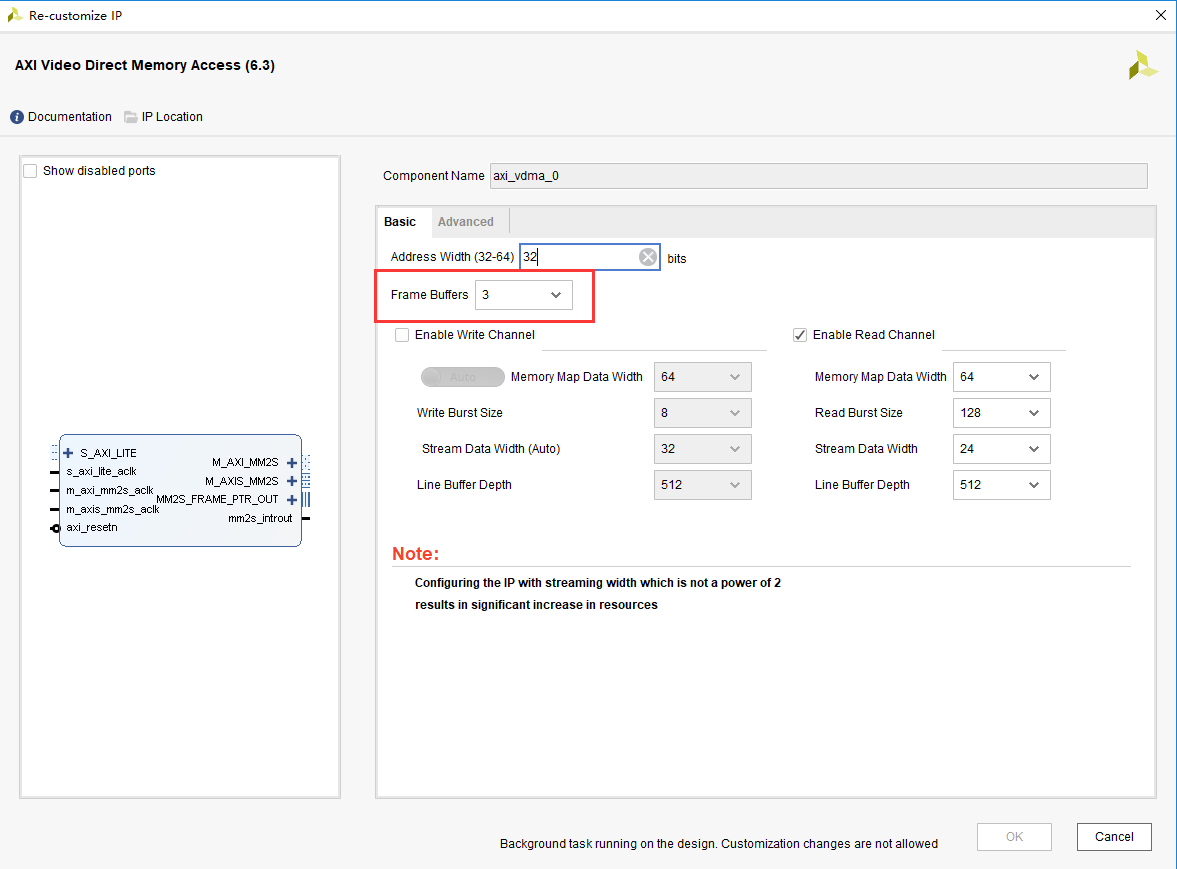 Re-customize IP
AXI Video Direct Memory Access (6.3)
i Documentation IP Location
Show disabled ports
S_AXI_LITE
s_axi_lite_aclk
m_axi_mm2s_aclk
m_axis_mm2s_aclk
axi_resetn
M_AXI_MM2S
M_AXIS_MM2S
MM2S_FRAME_PTR_OUT
mm2s_introut
Component Name axi_vdma_0
Basic Advanced
Address Width (32-64) 32 bits
Frame Buffers 3
Enable Write Channel
Auto Memory Map Data Width 64
Write Burst Size 8
Stream Data Width (Auto) 32
Line Buffer Depth 512
Enable Read Channel
Memory Map Data Width 64
Read Burst Size 128
Stream Data Width 24
Line Buffer Depth 512
Note:
Configuring the IP with streaming width which is not a power of 2
results in significant increase in resources
Background task running on the design. Customization changes are not allowed
OK Cancel